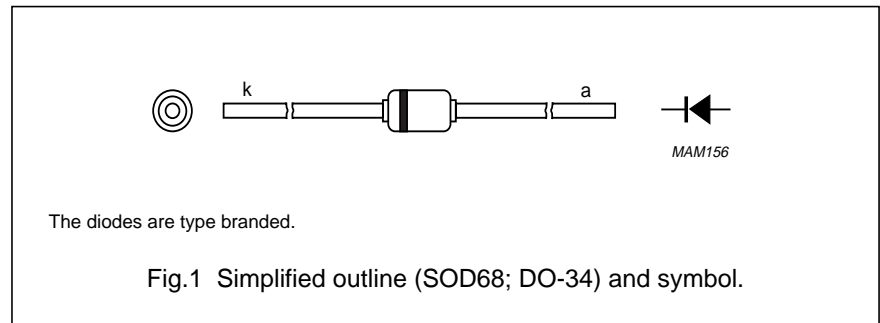 k
a
MAM156
The diodes are type branded.
Fig.1 Simplified outline (SOD68; DO-34) and symbol.